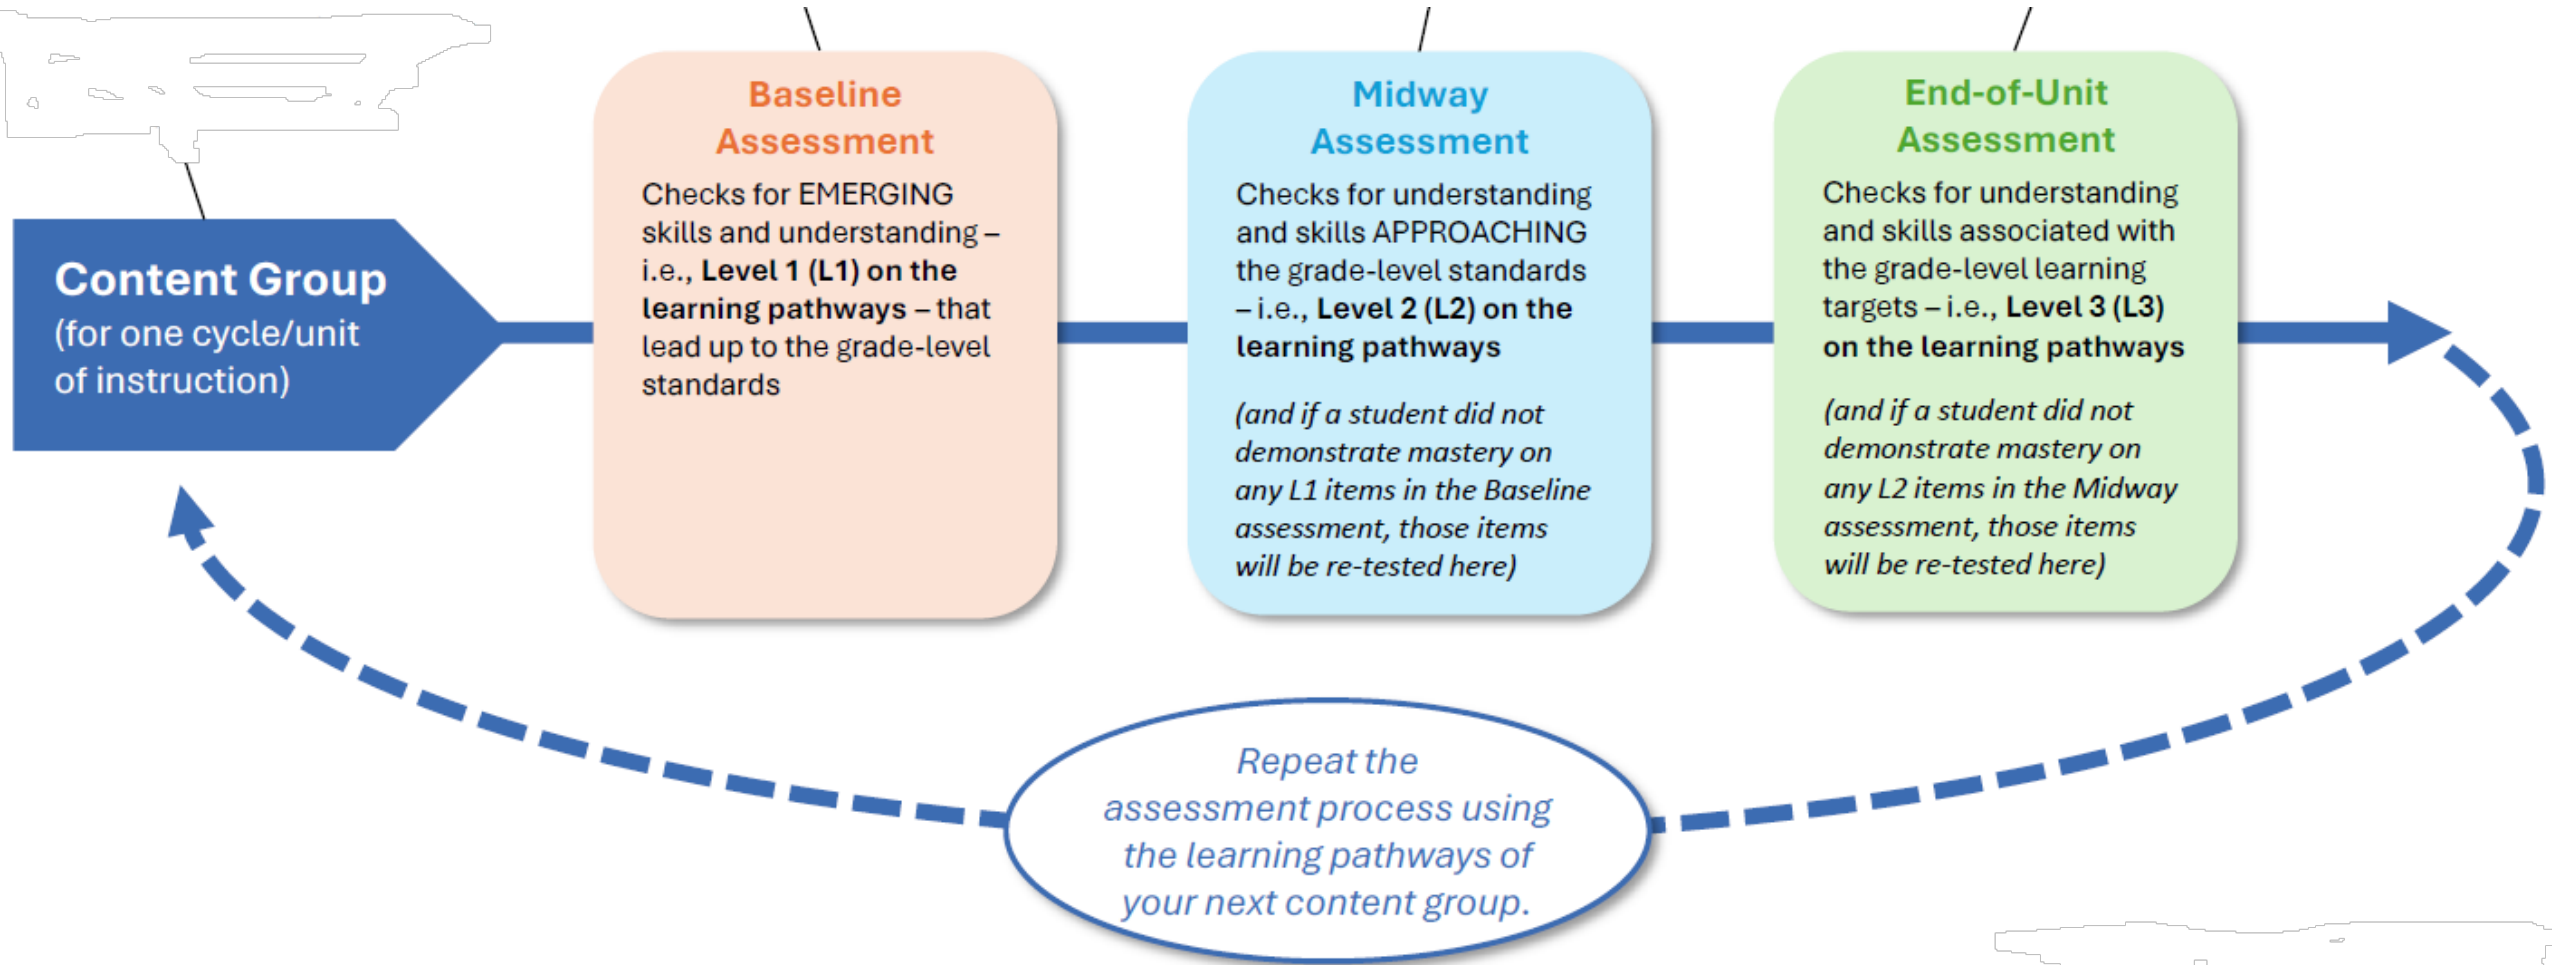 Content Group
(for one cycle/unit
of instruction)
Baseline
Assessment
Checks for EMERGING
skills and understanding –
i.e., Level 1 (L1) on the
learning pathways – that
lead up to the grade-level
standards
Midway
Assessment
Checks for understanding
and skills APPROACHING
the grade-level standards
– i.e., Level 2 (L2) on the
learning pathways
(and if a student did not
demonstrate mastery on
any L1 items in the Baseline
assessment, those items
will be re-tested here)
End-of-Unit
Assessment
Checks for understanding
and skills associated with
the grade-level learning
targets – i.e., Level 3 (L3)
on the learning pathways
(and if a student did not
demonstrate mastery on
any L2 items in the Midway
assessment, those items
will be re-tested here)
Repeat the
assessment process using
the learning pathways of
your next content group.